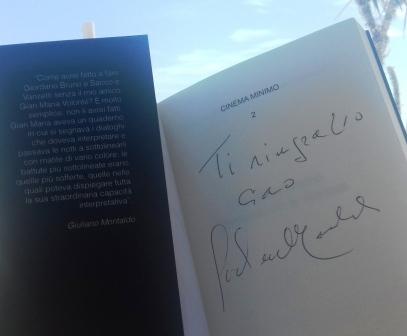 "Come avrei fatto a fare
Giordano Bruno e Sacco e
Vanzetti senza il mio amico
Gian Maria Volonté? È molto
semplice: non li avrei fatti.
Gian Maria aveva un quaderno
in cui si segnava i dialoghi
che doveva interpretare e
passava le notti a sottolinearli
con matite di vario colore: le
battute più sottolineate erano
quelle più sofferte, quelle nelle
quali poteva dispiegare tutta
la sua straordinaria capacità
interpretativa"
Giuliano Montaldo
CINEMA MINIMO
2
Ti ringrazio
ciao